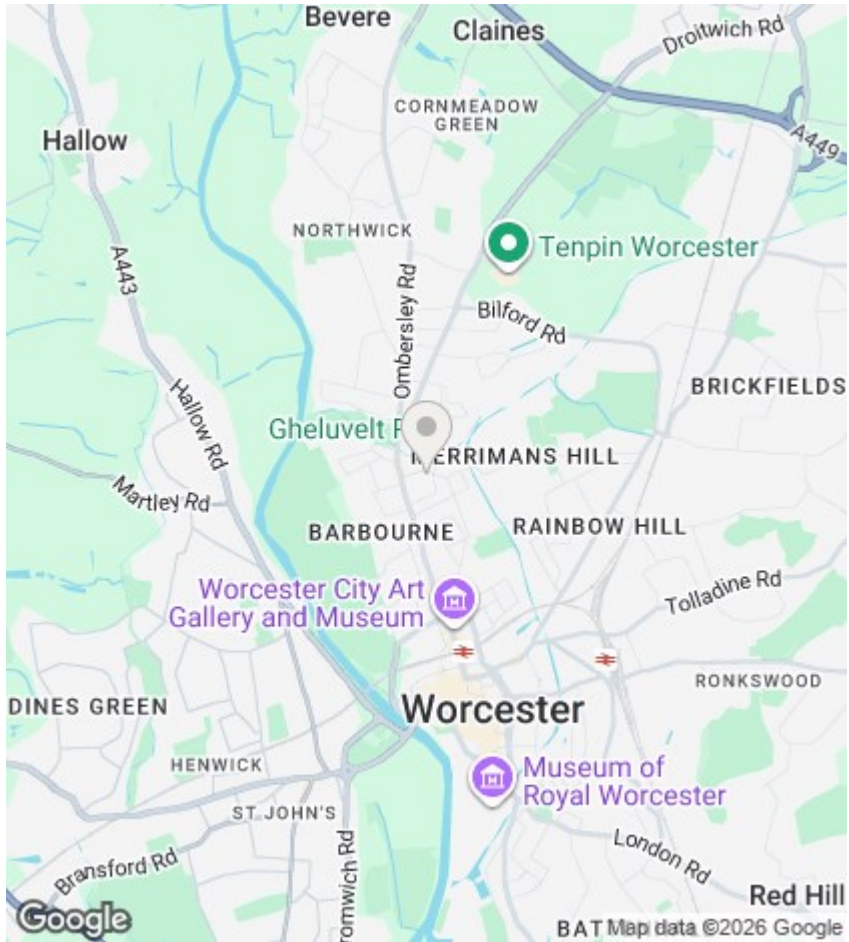 Bevere
Claines
Droitwich Rd
CORNMEADOW
GREEN
A449
Hallow
NORTHWICK
Tenpin Worcester
A443
Ombersley Rd
Bilford Rd
BRICKFIELDS
Gheluvelt P
Hallow Rd
MERRIMANS HILL
Martley Rd
BARBOURNE
RAINBOW HILL
Worcester City Art
Gallery and Museum
Tolladine Rd
RONKSWOOD
DINES GREEN
Worcester
HENWICK
Museum of
Royal Worcester
ST JOHN'S
London Rd
Bransford Rd
romwich Rd
Red Hill
Google
BAT
Map data ©2026 Google